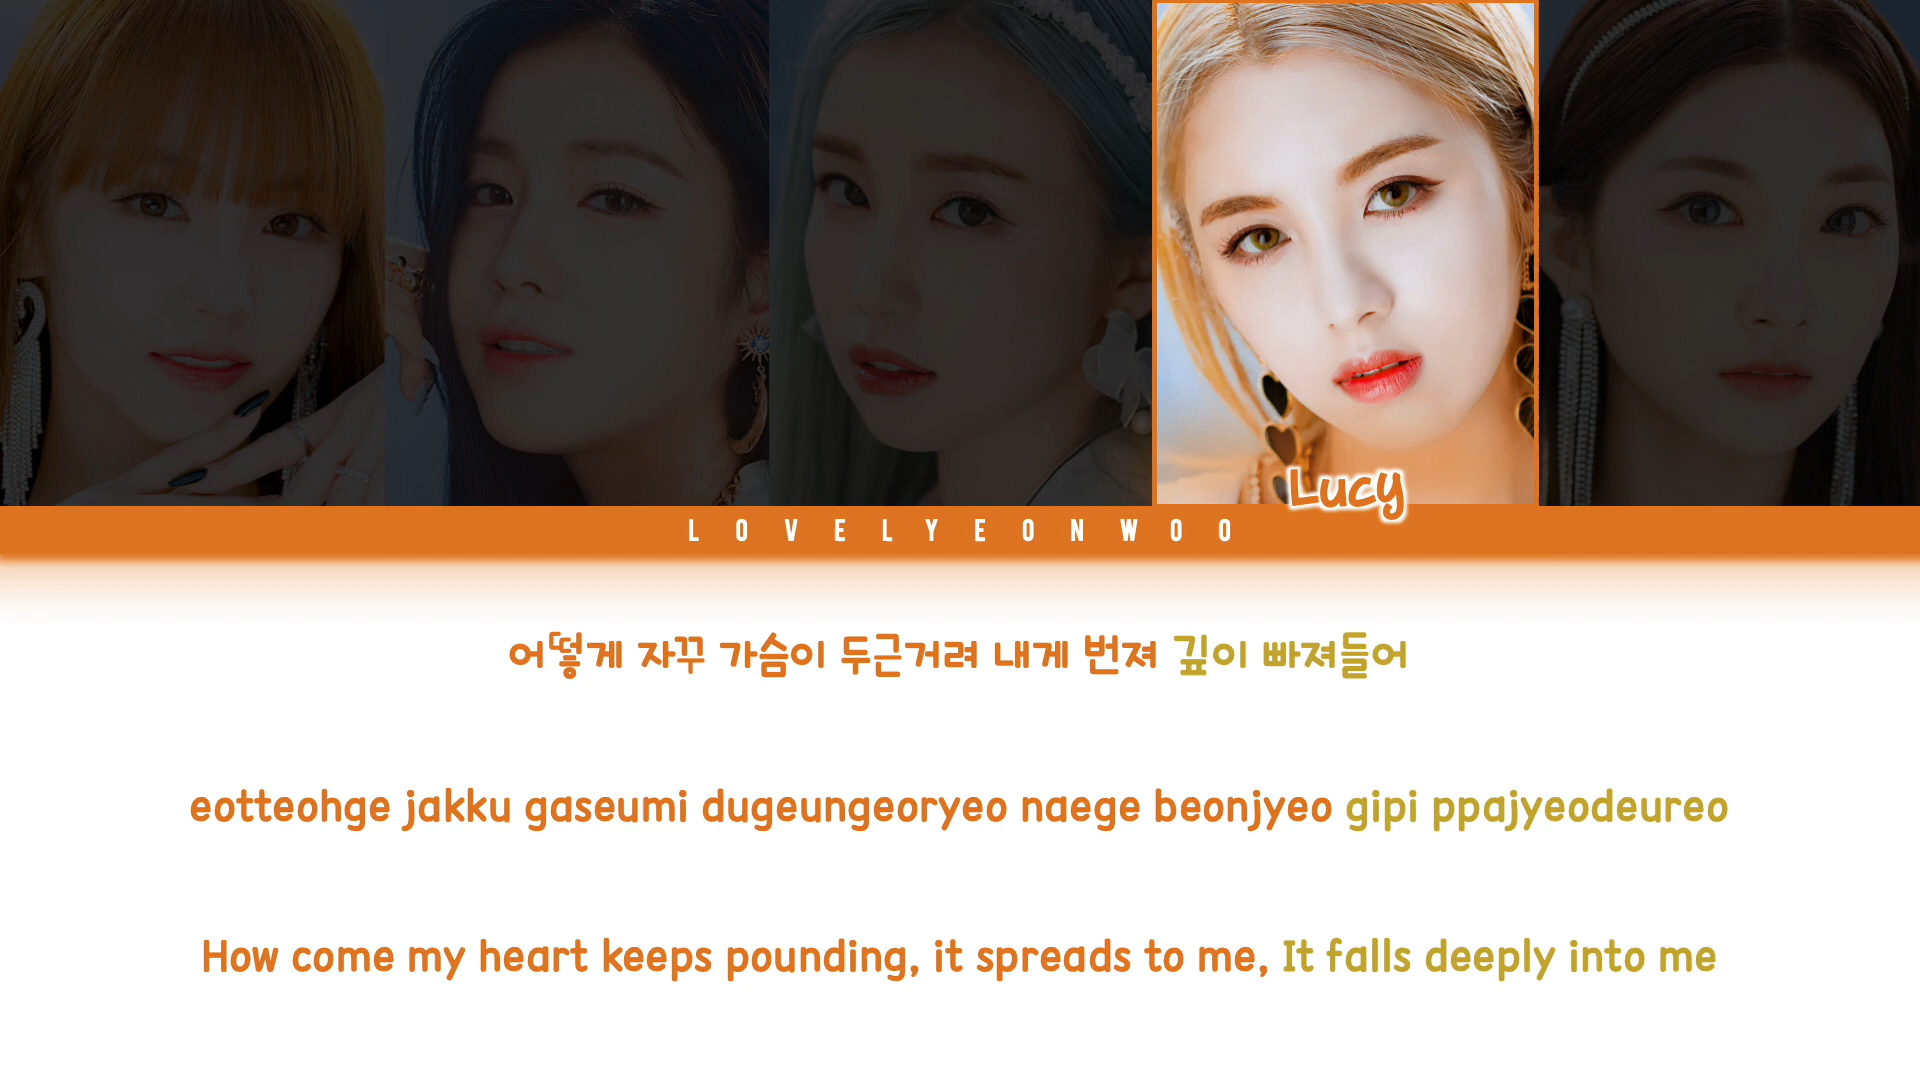 Lucy
LOVELYEONWOO
어떻게 자꾸 가슴이 두근거려 내게 번져 깊이 빠져들어
eotteohge jakku gaseumi dugeungeoryeo naege beonjyeo gipi ppajyeodeureo
How come my heart keeps pounding, it spreads to me, It falls deeply into me